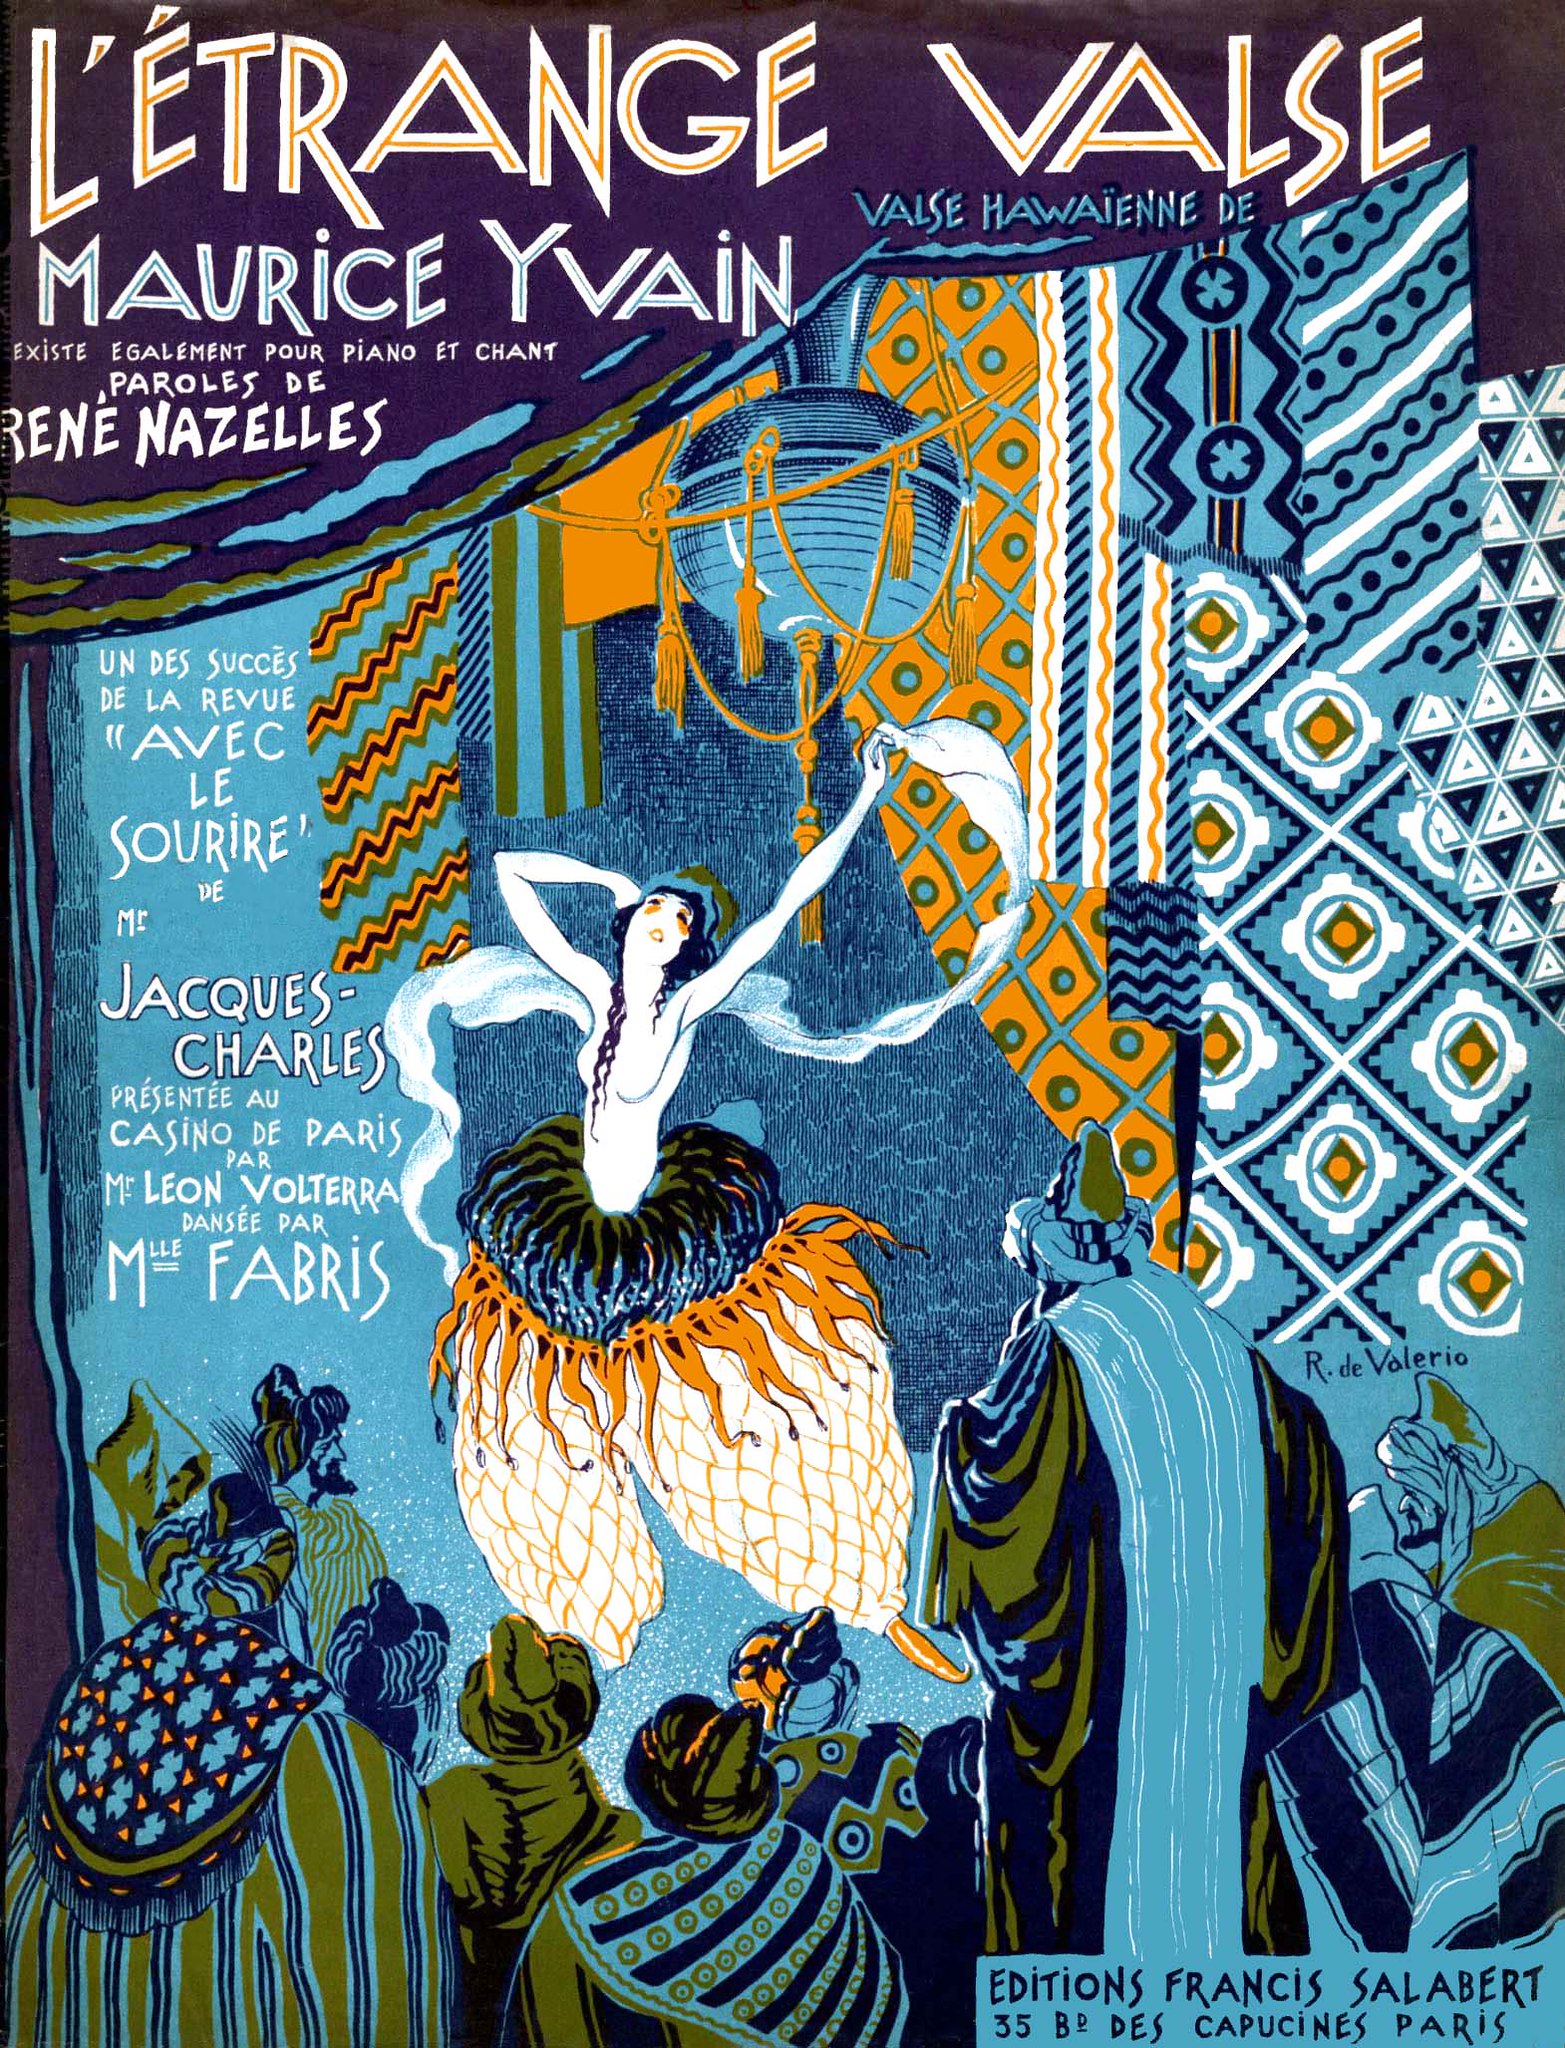 L'ÉTRANGE VALSE
VALSE HAWAÏENNE DE
MAURICE YVAIN
EXISTE EGALEMENT POUR PIANO ET CHANT
PAROLES DE
RENÉ NAZELLES
UN DES SUCCÈS
DE LA REVUE
"AVEC
LE
SOURIRE"
DE
Mr
JACQUES-
CHARLES
PRÉSENTÉE AU
CASINO DE PARIS
PAR
Mr LEON VOLTERRA
DANSÉE PAR
MLLE FABRIS
R. de Valerio
EDITIONS FRANCIS SALABERT
35 BD DES CAPUCINES PARIS